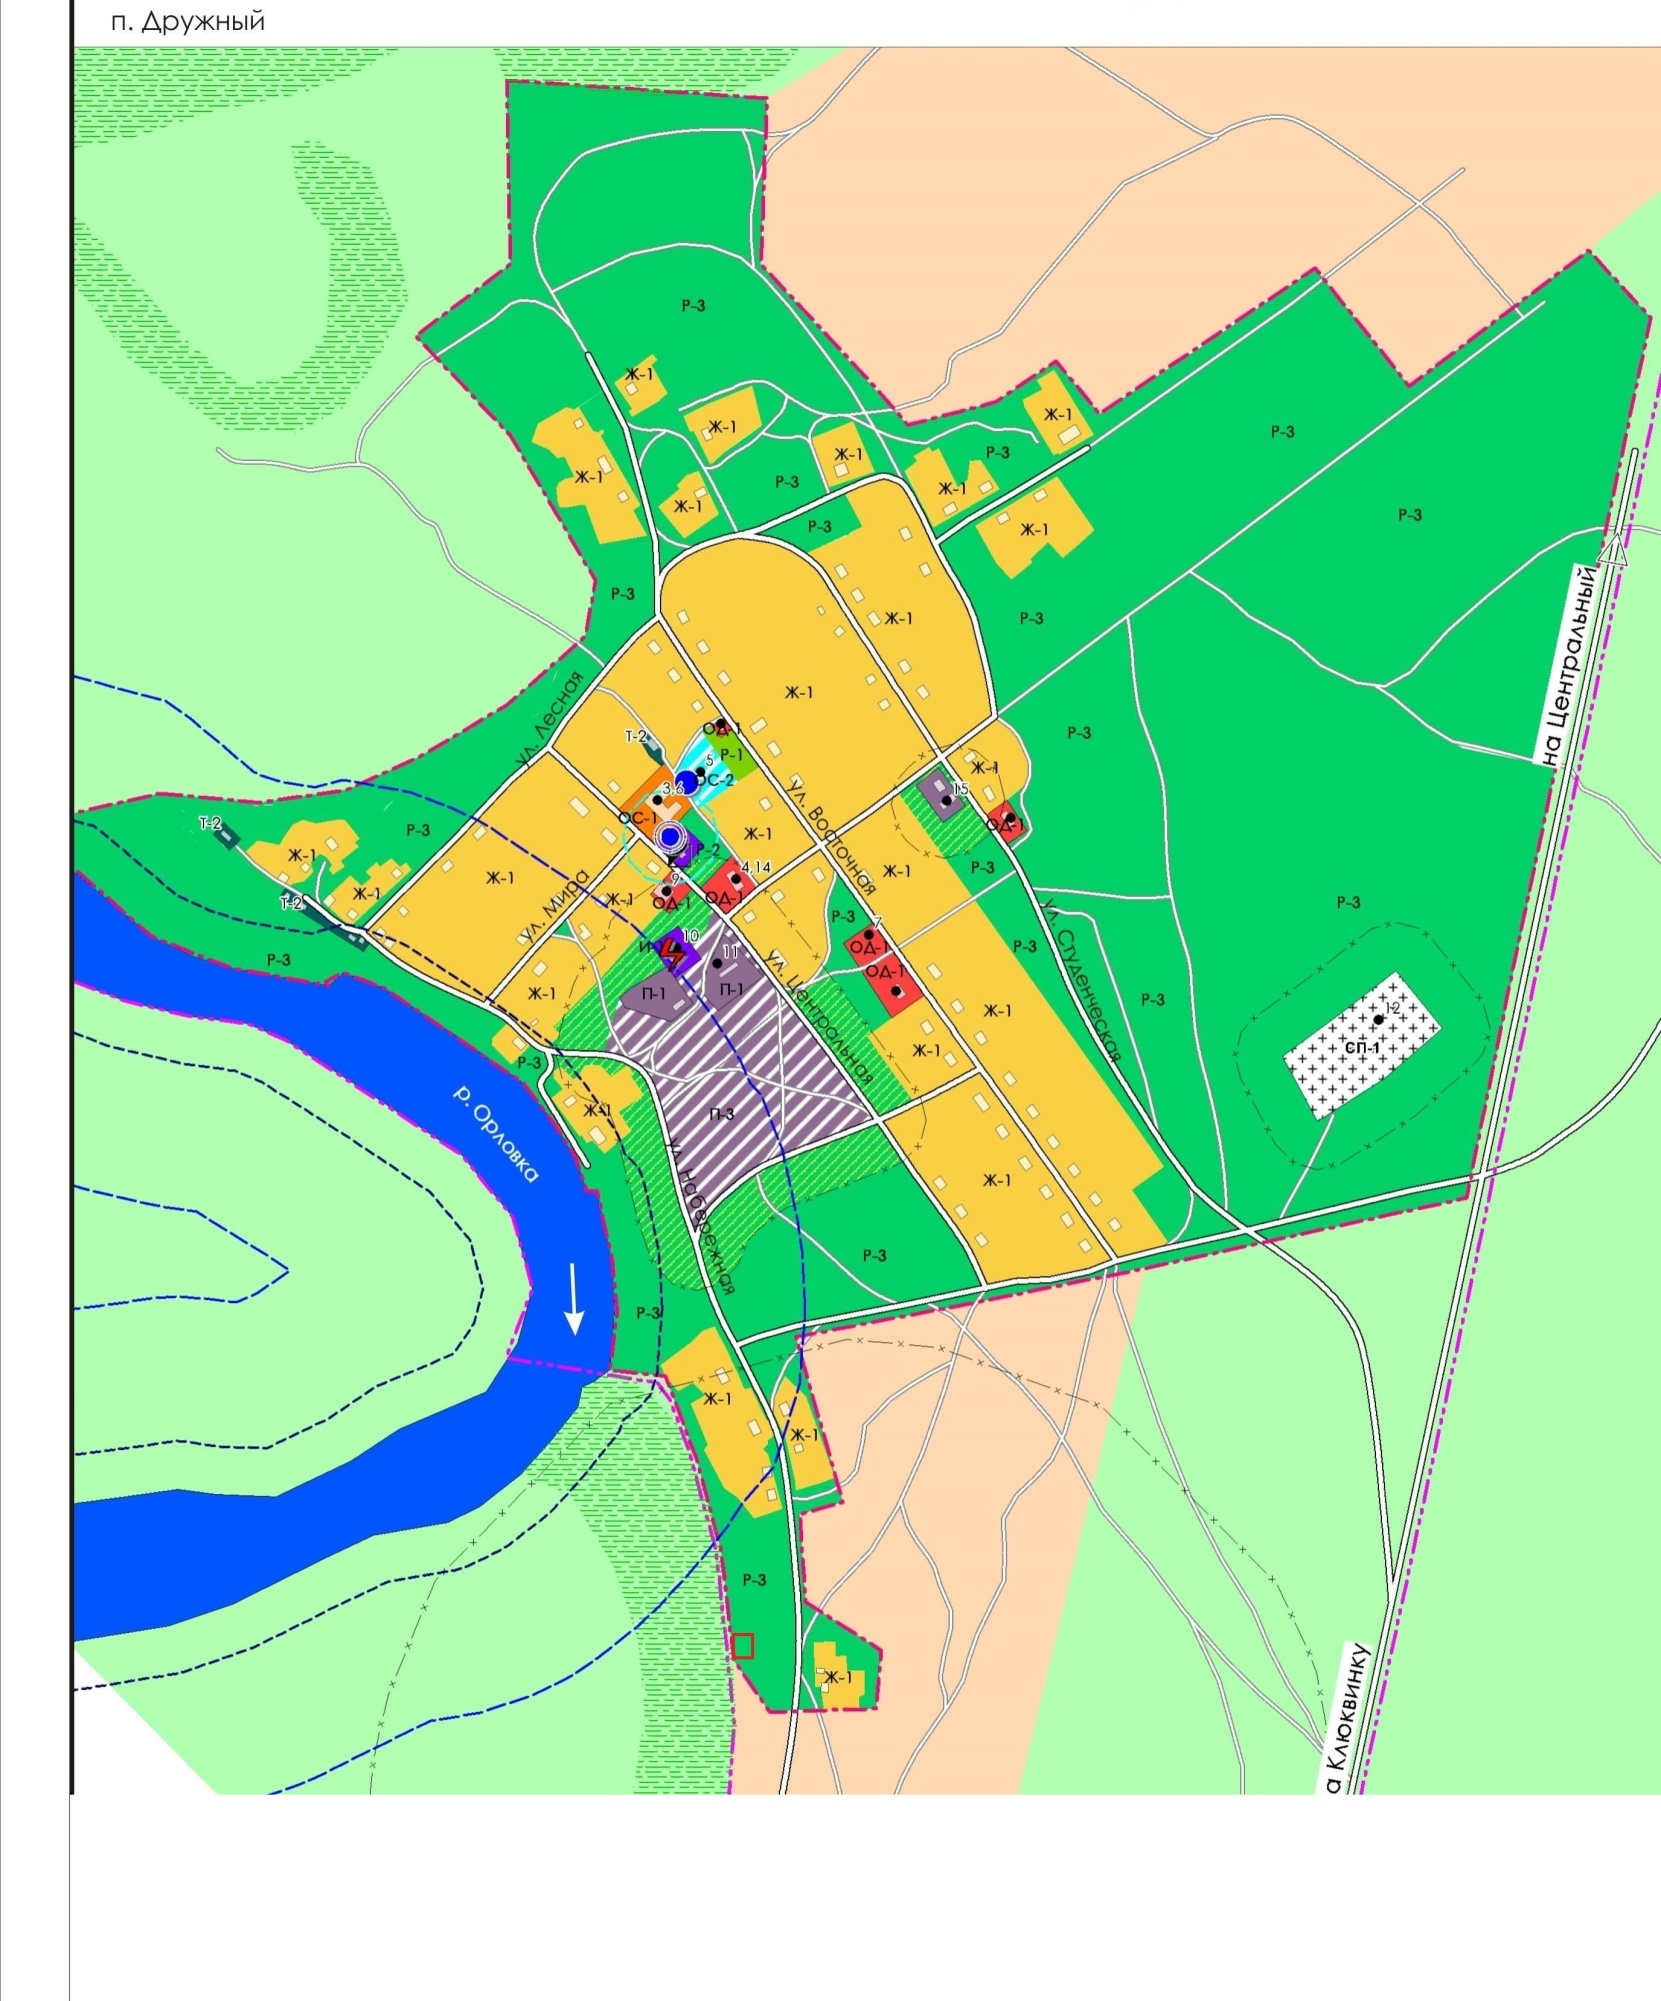 п. Дружный
Р-3
Ж-1
Ж-1
Ж-1
Р-3
Ж-1
Р-3
Ж-1
Р-3
Ж-1
Ж-1
Р-3
Ж-1
Р-3
Ж-1
Р-3
Р-3
Ж-1
Р-3
на Центральный
ул. Лесная
Ж-1
ОД-1
Р-3
Т-2
Р-1
5
ОС-2
Ж-1
3,6
15
ОС-1
ул. Восточная
ОД-1
Т-2
Р-3
Ж-1
Р-2
Ж-1
4,14
Р-3
Ж-1
Ж-1
9
Ж-1
Т-2
Ж-1
ОД-1
ОД-1
Р-3
ул. Мира
Р-3
7
ул. Студенческая
10
ОД-1
Р-3
11
Р-3
ул. Центральная
ОД-1
П-1
П-1
Ж-1
Р-3
Ж-1
12
СП-1
Р-3
Ж-1
р. Орловка
Ж-1
П-3
ул. Набережная
Ж-1
Р-3
Р-3
Ж-1
Ж-1
Р-3
Ж-1
а Клюквинку